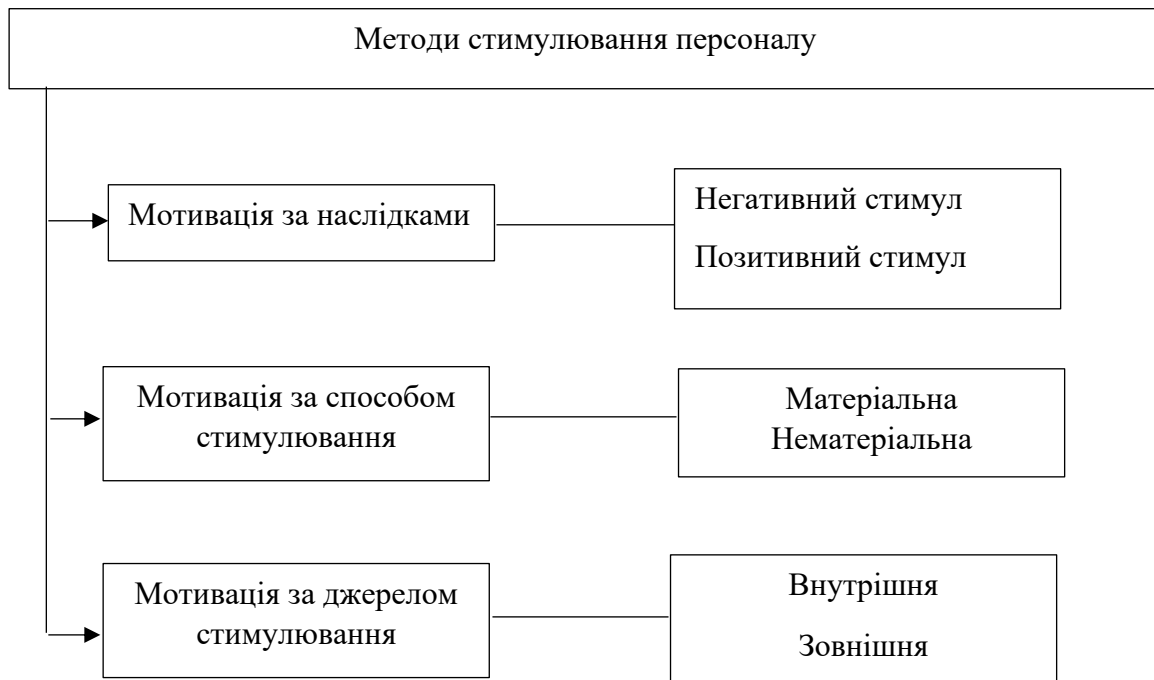 Методи стимулювання персоналу
Мотивація за наслідками
Негативний стимул
Позитивний стимул
Мотивація за способом
стимулювання
Матеріальна
Нематеріальна
Мотивація за джерелом
стимулювання
Внутрішня
Зовнішня